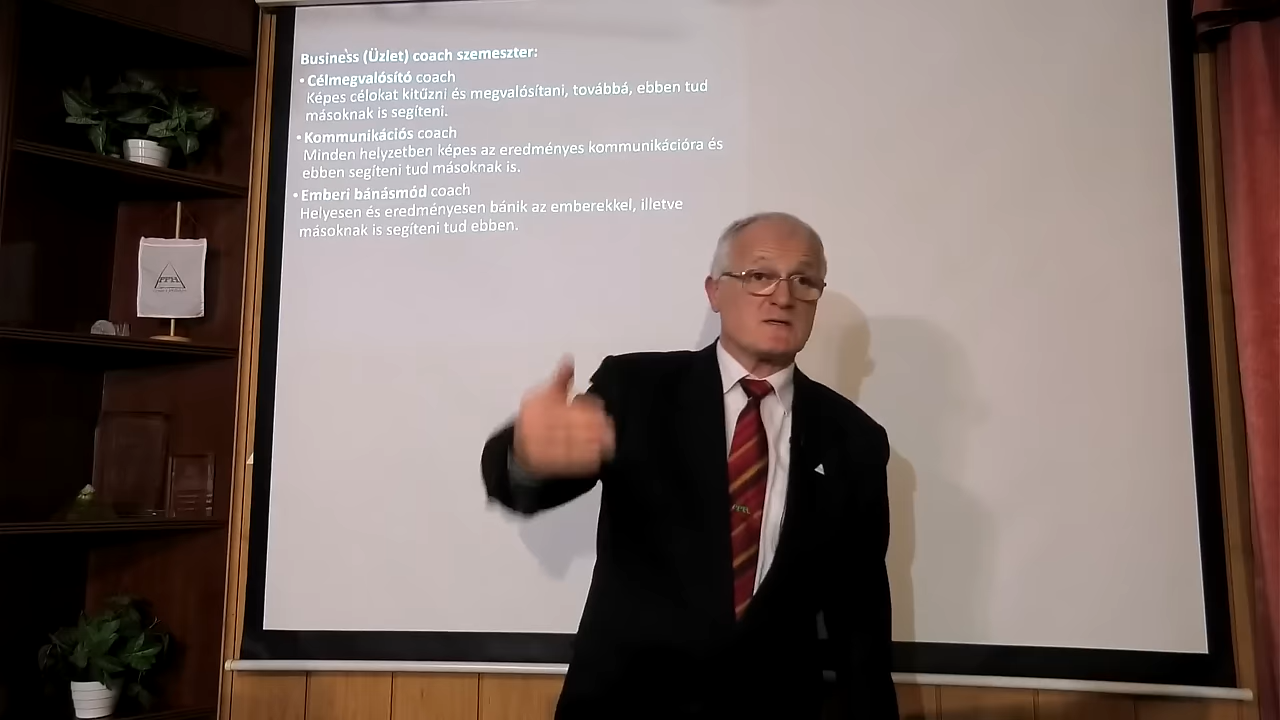 Business (Üzlet) coach szemeszter:
• Célmegvalósító coach
Képes célokat kitűzni és megvalósítani, továbbá, ebben tud
másoknak is segíteni.
• Kommunikációs coach
Minden helyzetben képes az eredményes kommunikációra és
ebben segíteni tud másoknak is.
• Emberi bánásmód coach
Helyesen és eredményesen bánik az emberekkel, illetve
másoknak is segíteni tud ebben.